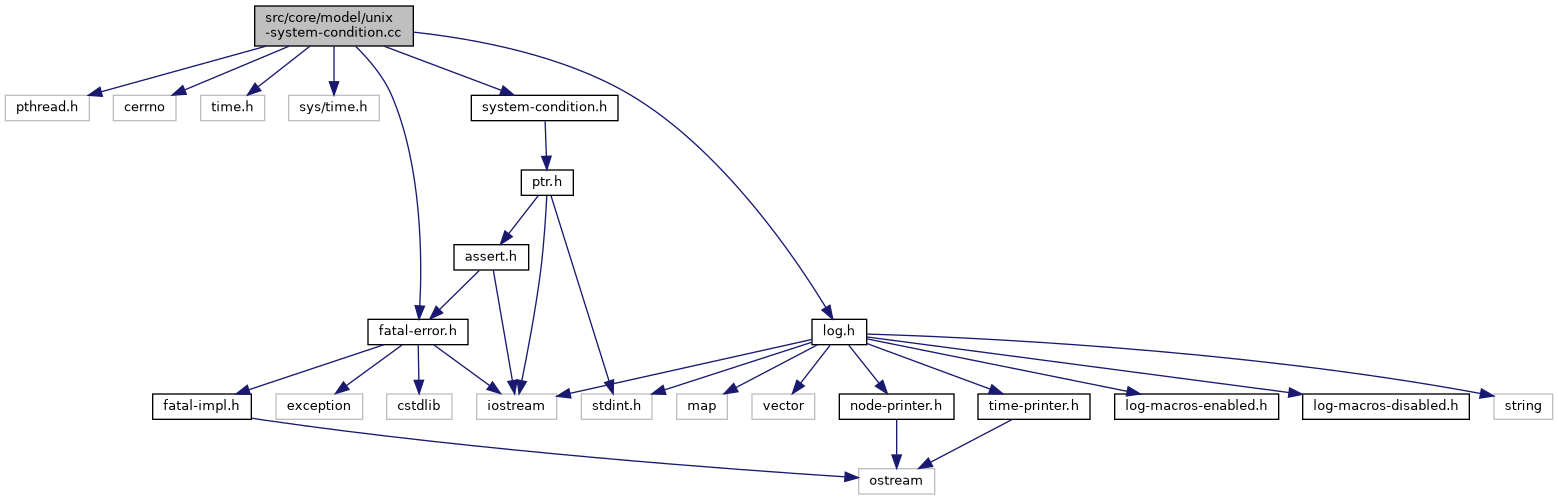 src/core/model/unix
-system-condition.cc
pthread.h
cerrno
time.h
sys/time.h
system-condition.h
ptr.h
assert.h
fatal-error.h
log.h
fatal-impl.h
exception
cstdlib
iostream
stdint.h
map
vector
node-printer.h
time-printer.h
log-macros-enabled.h
log-macros-disabled.h
string
ostream